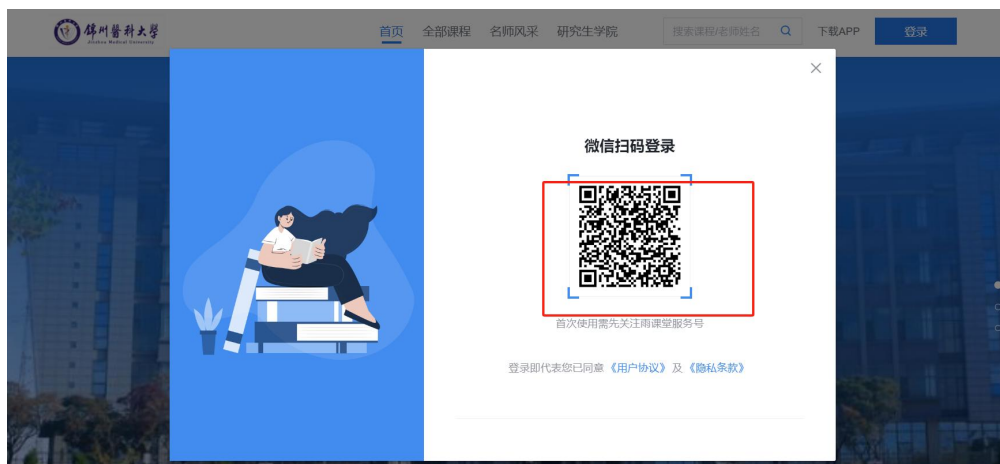 錦州醫科大學
Jinzhou Medical University
首页 全部课程 名师风采 研究生学院 搜索课程/老师姓名 下载APP 登录
微信扫码登录
首次使用需先关注雨课堂服务号
登录即代表您已同意《用户协议》及《隐私条款》